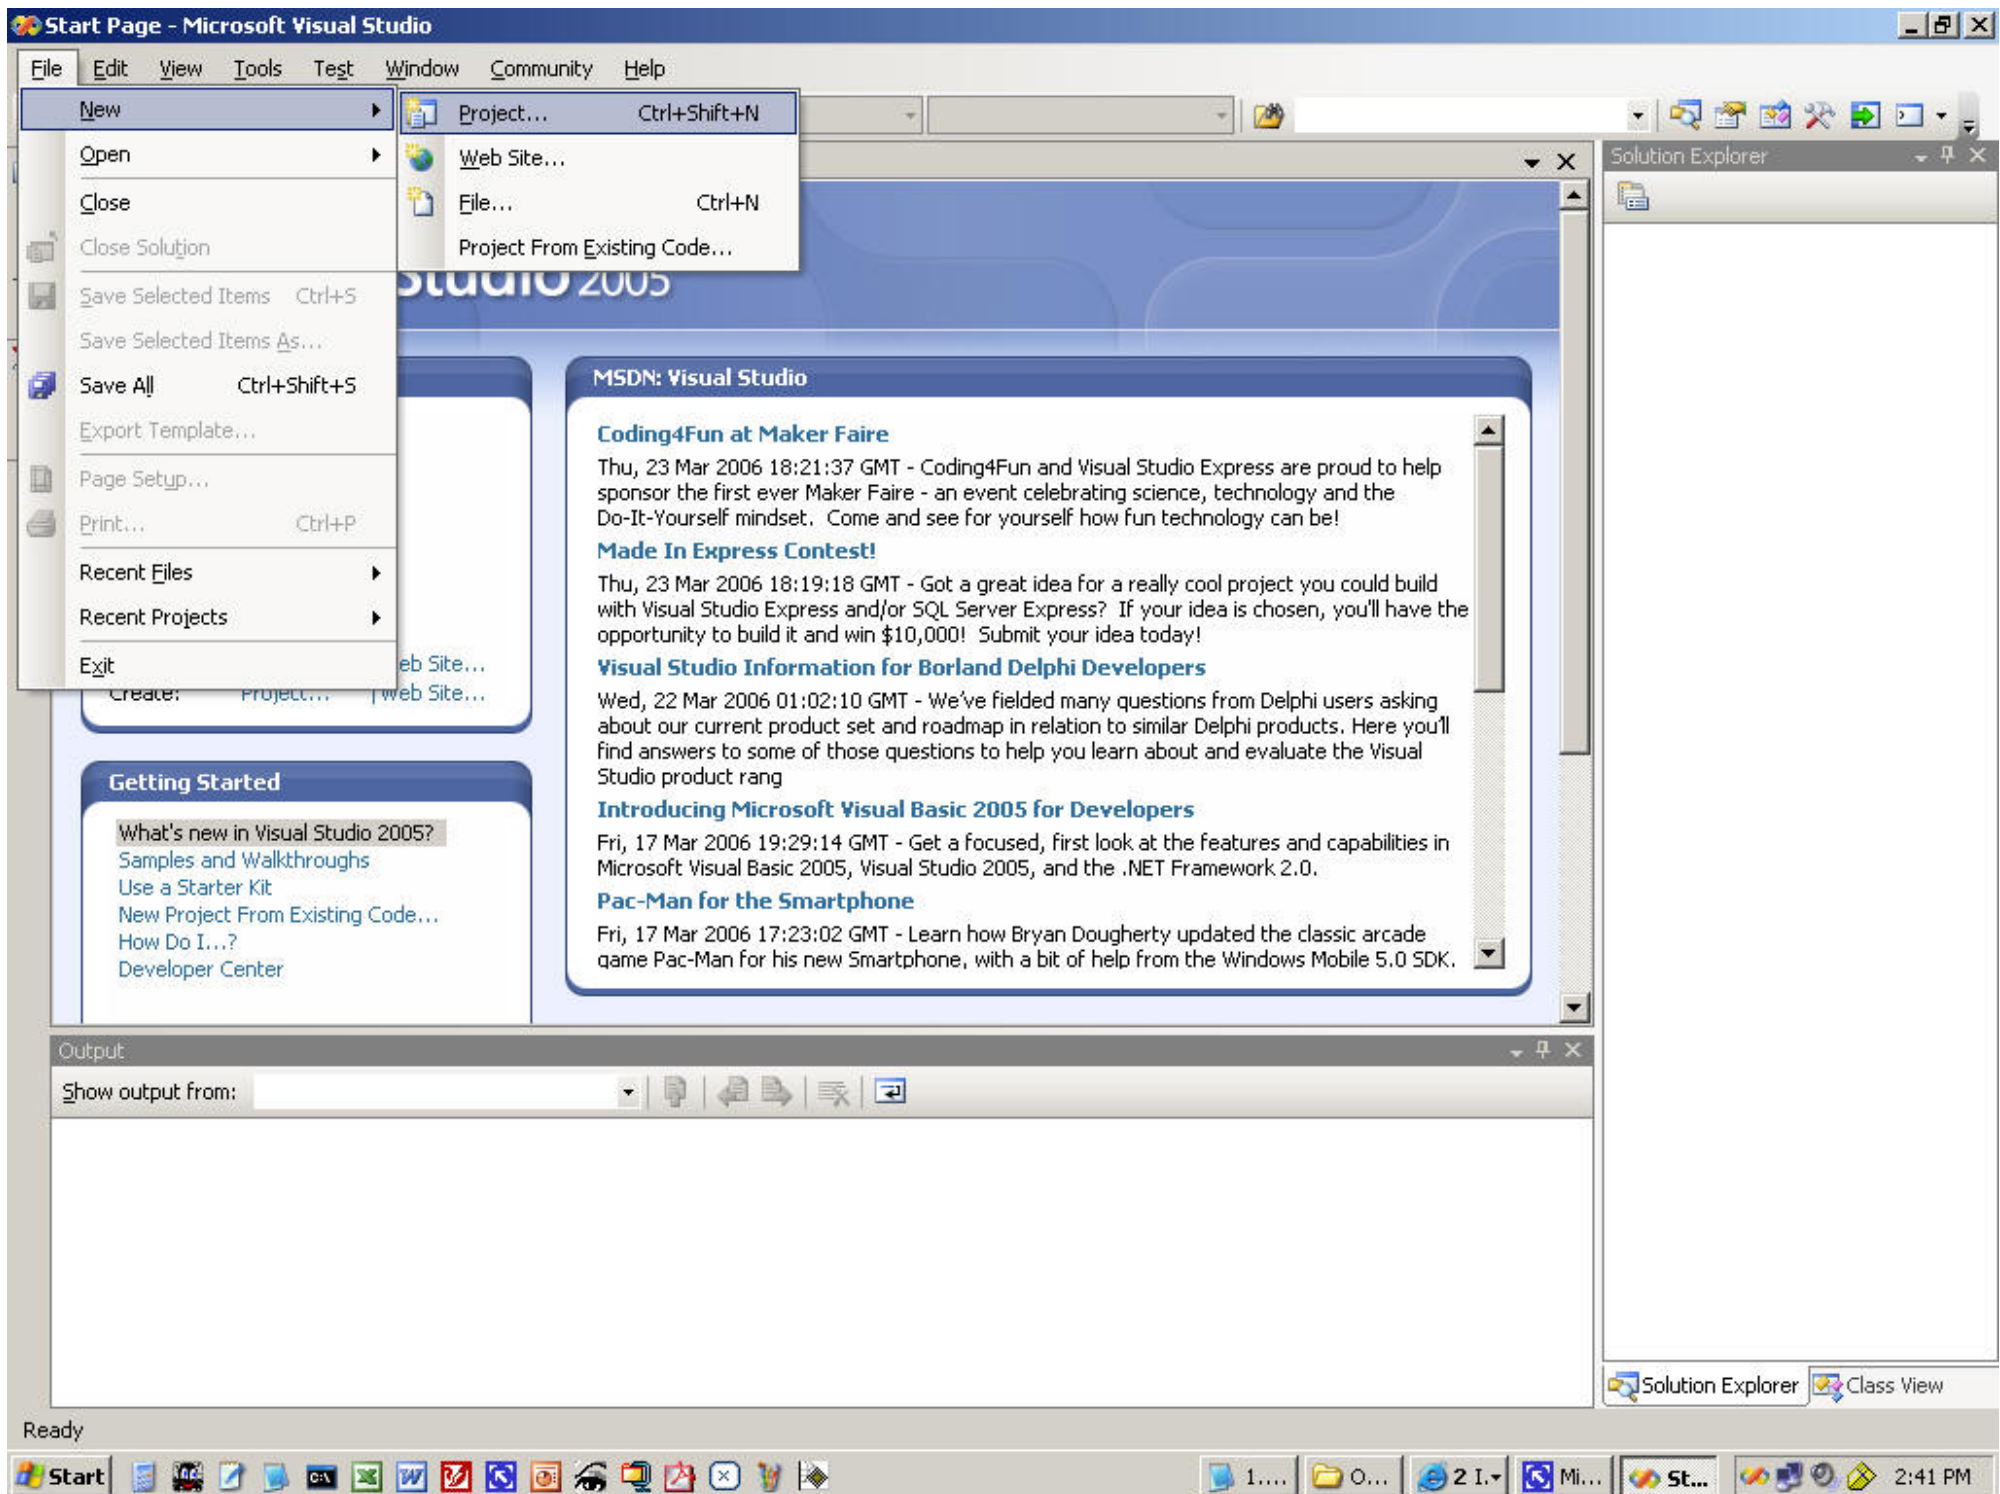 Start Page - Microsoft Visual Studio
File Edit View Tools Test Window Community Help
New
Open
Close
Close Solution
Save Selected Items Ctrl+S
Save Selected Items As...
Save All Ctrl+Shift+S
Export Template...
Page Setup...
Print... Ctrl+P
Recent Files
Recent Projects
Exit
Project... Ctrl+Shift+N
Web Site...
File... Ctrl+N
Project From Existing Code...
Studio 2005
eb Site...
Create: Project... | Web Site...
Getting Started
What's new in Visual Studio 2005?
Samples and Walkthroughs
Use a Starter Kit
New Project From Existing Code...
How Do I...?
Developer Center
MSDN: Visual Studio
Coding4Fun at Maker Faire
Thu, 23 Mar 2006 18:21:37 GMT - Coding4Fun and Visual Studio Express are proud to help
sponsor the first ever Maker Faire - an event celebrating science, technology and the
Do-It-Yourself mindset. Come and see for yourself how fun technology can be!
Made In Express Contest!
Thu, 23 Mar 2006 18:19:18 GMT - Got a great idea for a really cool project you could build
with Visual Studio Express and/or SQL Server Express? If your idea is chosen, you'll have the
opportunity to build it and win $10,000! Submit your idea today!
Visual Studio Information for Borland Delphi Developers
Wed, 22 Mar 2006 01:02:10 GMT - We've fielded many questions from Delphi users asking
about our current product set and roadmap in relation to similar Delphi products. Here you'll
find answers to some of those questions to help you learn about and evaluate the Visual
Studio product rang
Introducing Microsoft Visual Basic 2005 for Developers
Fri, 17 Mar 2006 19:29:14 GMT - Get a focused, first look at the features and capabilities in
Microsoft Visual Basic 2005, Visual Studio 2005, and the .NET Framework 2.0.
Pac-Man for the Smartphone
Fri, 17 Mar 2006 17:23:02 GMT - Learn how Bryan Dougherty updated the classic arcade
game Pac-Man for his new Smartphone, with a bit of help from the Windows Mobile 5.0 SDK.
Solution Explorer
Output
Show output from:
Solution Explorer Class View
Ready
Start 1.... O... 2 I. Mi... St... 2:41 PM